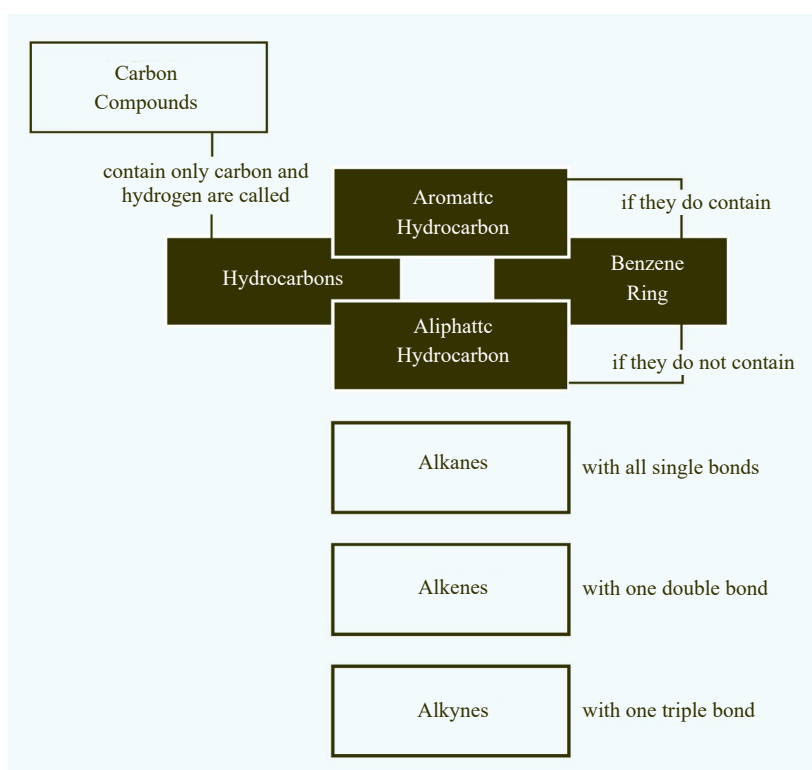 Carbon
Compounds
contain only carbon and
hydrogen are called
Aromattc
Hydrocarbon
if they do contain
Hydrocarbons
Benzene
Ring
Aliphattc
Hydrocarbon
if they do not contain
Alkanes
with all single bonds
Alkenes
with one double bond
Alkynes
with one triple bond